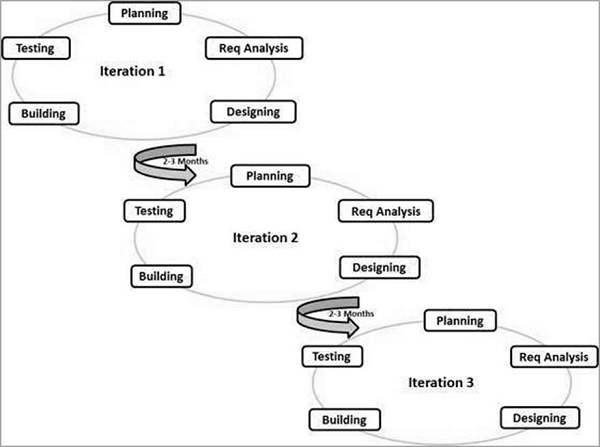 Planning
Testing
Req Analysis
Iteration 1
Building
Designing
2-3 Months
Planning
Testing
Req Analysis
Iteration 2
Building
Designing
2-3 Months
Planning
Testing
Req Analysis
Iteration 3
Building
Designing